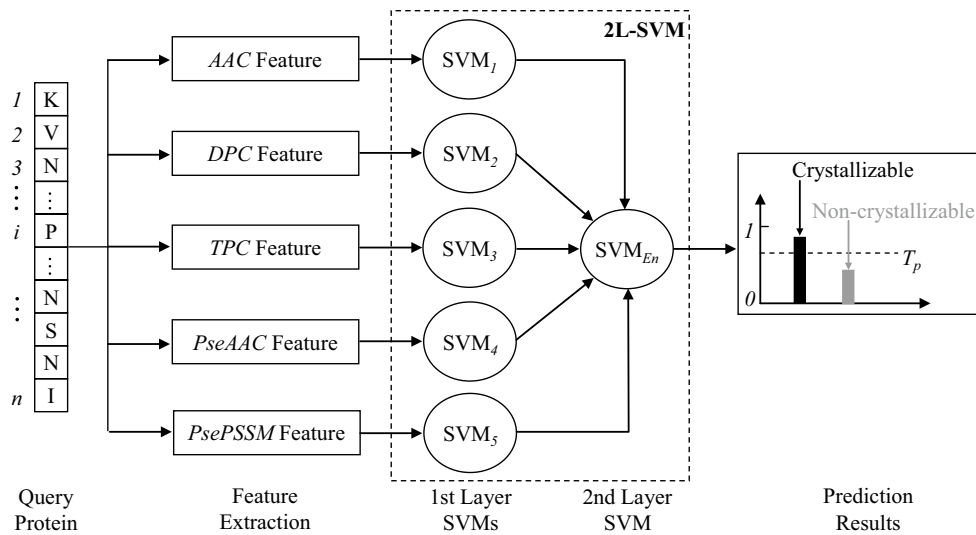 2L-SVM
AAC Feature
DPC Feature
TPC Feature
PseAAC Feature
PsePSSM Feature
SVM1
SVM2
SVM3
SVM4
SVM5
SVMEn
1 K
2 V
3 N
⋮ ⋮
i P
⋮
⋮ N
S
N
n I
Crystallizable
Non-crystallizable
1
Tp
0
Query
Protein
Feature
Extraction
1st Layer
SVMs
2nd Layer
SVM
Prediction
Results